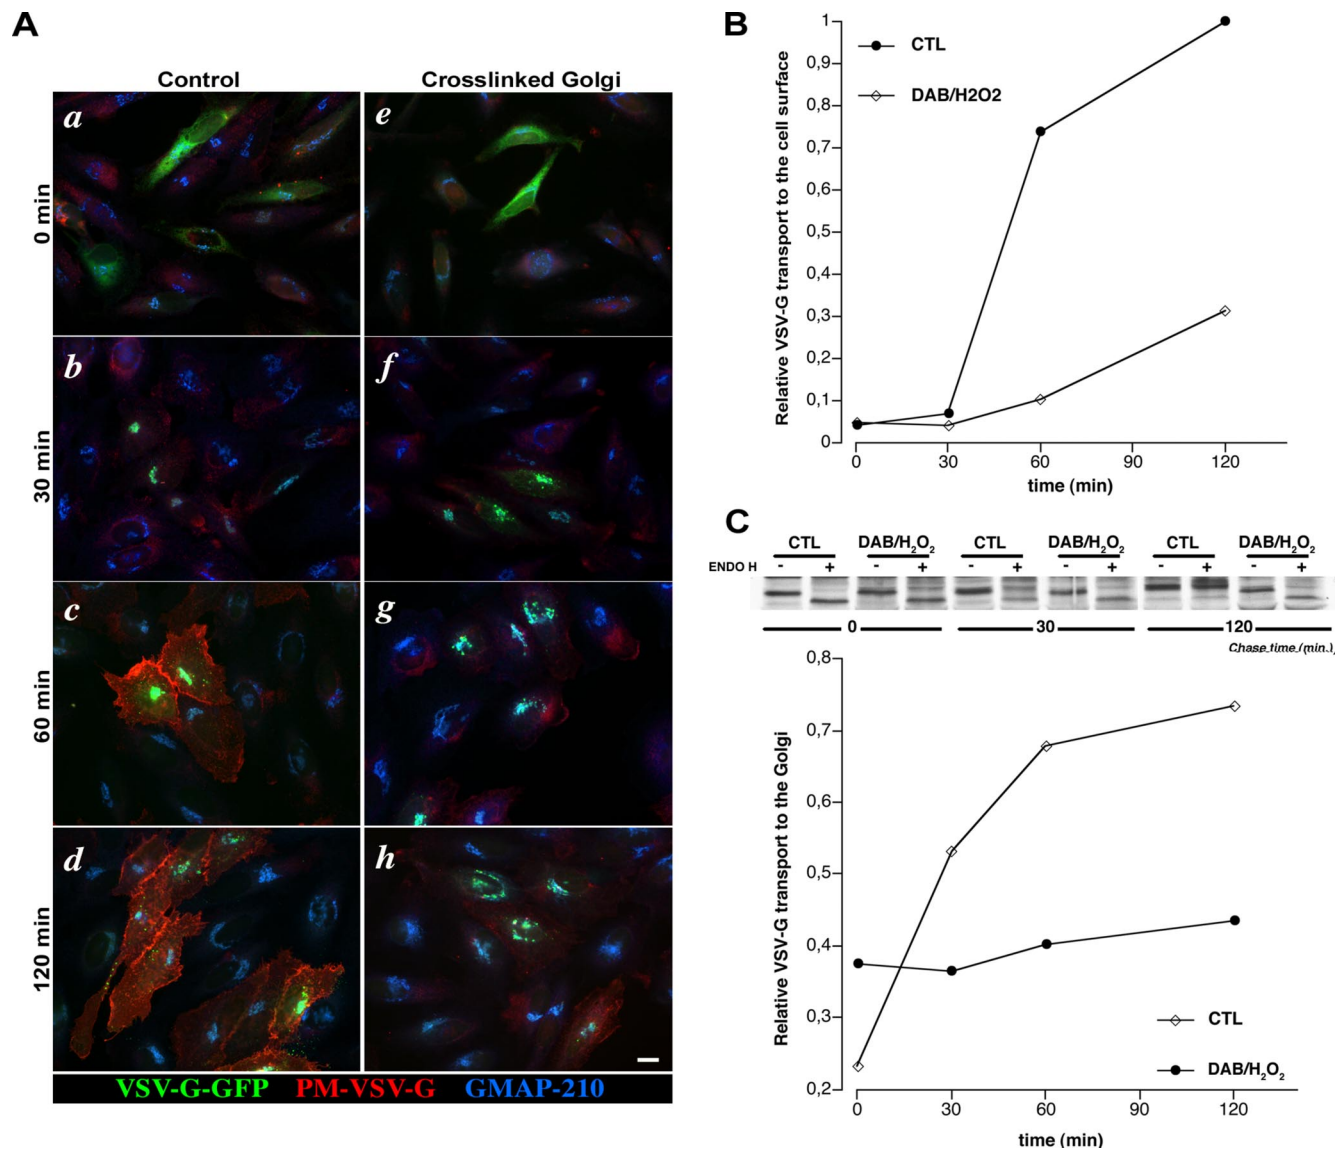 A
Control
Crosslinked Golgi
0 min
30 min
60 min
120 min
a
e
b
f
c
g
d
h
VSV-G-GFP PM-VSV-G GMAP-210
B
Relative VSV-G transport to the cell surface
1
0,9
0,8
0,7
0,6
0,5
0,4
0,3
0,2
0,1
0
CTL
DAB/H2O2
0 30 60 90 120
time (min)
C
CTL DAB/H₂O₂ CTL DAB/H₂O₂ CTL DAB/H₂O₂
ENDO H - + - + - + - + - + - +
0 30 120
Chase time (min.)
Relative VSV-G transport to the Golgi
0,8
0,7
0,6
0,5
0,4
0,3
0,2
CTL
DAB/H₂O₂
0 30 60 90 120
time (min)